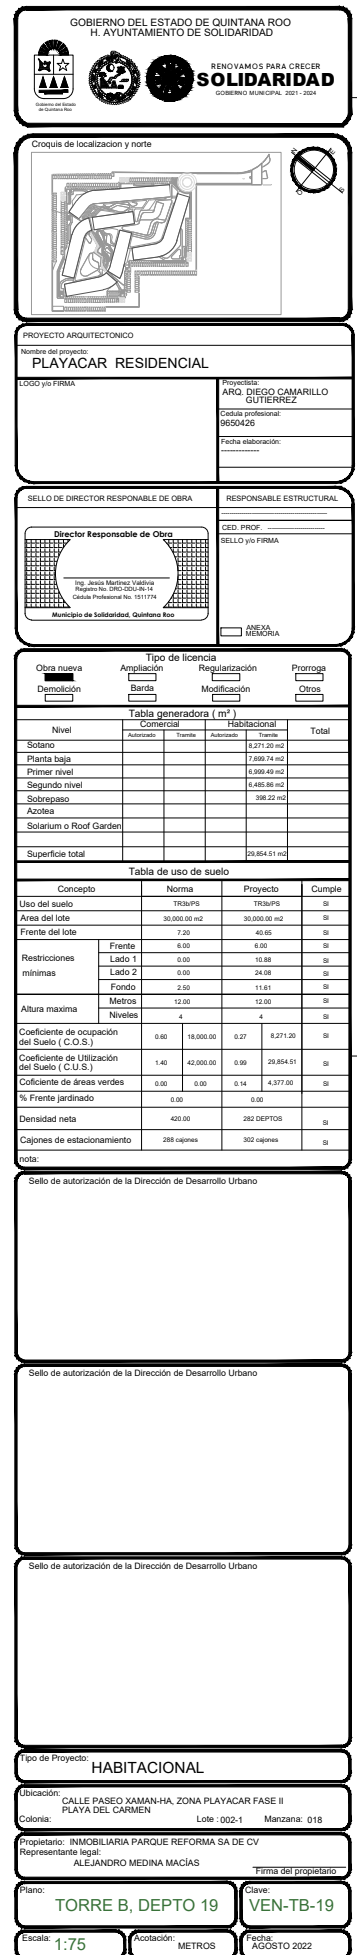 GOBIERNO DEL ESTADO DE QUINTANA ROO
H. AYUNTAMIENTO DE SOLIDARIDAD
RENOVAMOS PARA CRECER
SOLIDARIDAD
GOBIERNO MUNICIPAL 2021 - 2024
Gobierno del Estado
de Quintana Roo
Croquis de localizacion y norte
PROYECTO ARQUITECTONICO
Nombre del proyecto:
PLAYACAR RESIDENCIAL
LOGO y/o FIRMA
Proyectista:
ARQ. DIEGO CAMARILLO
GUTIERREZ
Cedula profesional:
9650426
Fecha elaboración:
-------------
SELLO DE DIRECTOR RESPONABLE DE OBRA
RESPONSABLE ESTRUCTURAL
CED. PROF. ------------------------
SELLO y/o FIRMA
Director Responsable de Obra
Ing. Jesús Martinez Valdivia
Registro No. DRO-DDU-IN-14
Cédula Profesional No. 1511774
Municipio de Solidaridad, Quintana Roo
ANEXA
MEMORIA
Tipo de licencia
Obra nueva Ampliación Regularización Prorroga
Demolición Barda Modificación Otros
Tabla generadora ( m² )
Nivel Comercial Habitacional Total
Autorizado Tramite Autorizado Tramite
Sotano 8,271.20 m2
Planta baja 7,699.74 m2
Primer nivel 6,999.49 m2
Segundo nivel 6,485.86 m2
Sobrepaso 398.22 m2
Azotea
Solarium o Roof Garden
Superficie total 29,854.51 m2
Tabla de uso de suelo
Concepto Norma Proyecto Cumple
Uso del suelo TR3b/PS TR3b/PS SI
Area del lote 30,000.00 m2 30,000.00 m2 SI
Frente del lote 7.20 40.65 SI
Restricciones mínimas Frente 6.00 6.00 SI
Lado 1 0.00 10.88 SI
Lado 2 0.00 24.08 SI
Fondo 2.50 11.61 SI
Altura maxima Metros 12.00 12.00 SI
Niveles 4 4 SI
Coeficiente de ocupación
del Suelo ( C.O.S.) 0.60 18,000.00 0.27 8,271.20 SI
Coeficiente de Utilización
del Suelo ( C.U.S.) 1.40 42,000.00 0.99 29,854.51 SI
Coficiente de áreas verdes 0.00 0.00 0.14 4,377.00 SI
% Frente jardinado 0.00 0.00
Densidad neta 420.00 282 DEPTOS SI
Cajones de estacionamiento 288 cajones 302 cajones SI
nota:
Sello de autorización de la Dirección de Desarrollo Urbano
Sello de autorización de la Dirección de Desarrollo Urbano
Sello de autorización de la Dirección de Desarrollo Urbano
Tipo de Proyecto:
HABITACIONAL
Ubicación:
CALLE PASEO XAMAN-HA, ZONA PLAYACAR FASE II
PLAYA DEL CARMEN
Colonia: Lote : 002-1 Manzana: 018
Propietario: INMOBILIARIA PARQUE REFORMA SA DE CV
Representante legal:
ALEJANDRO MEDINA MACÍAS
Firma del propietario
Plano:
TORRE B, DEPTO 19
Clave:
VEN-TB-19
Escala: 1:75
Acotación:
METROS
Fecha:
AGOSTO 2022